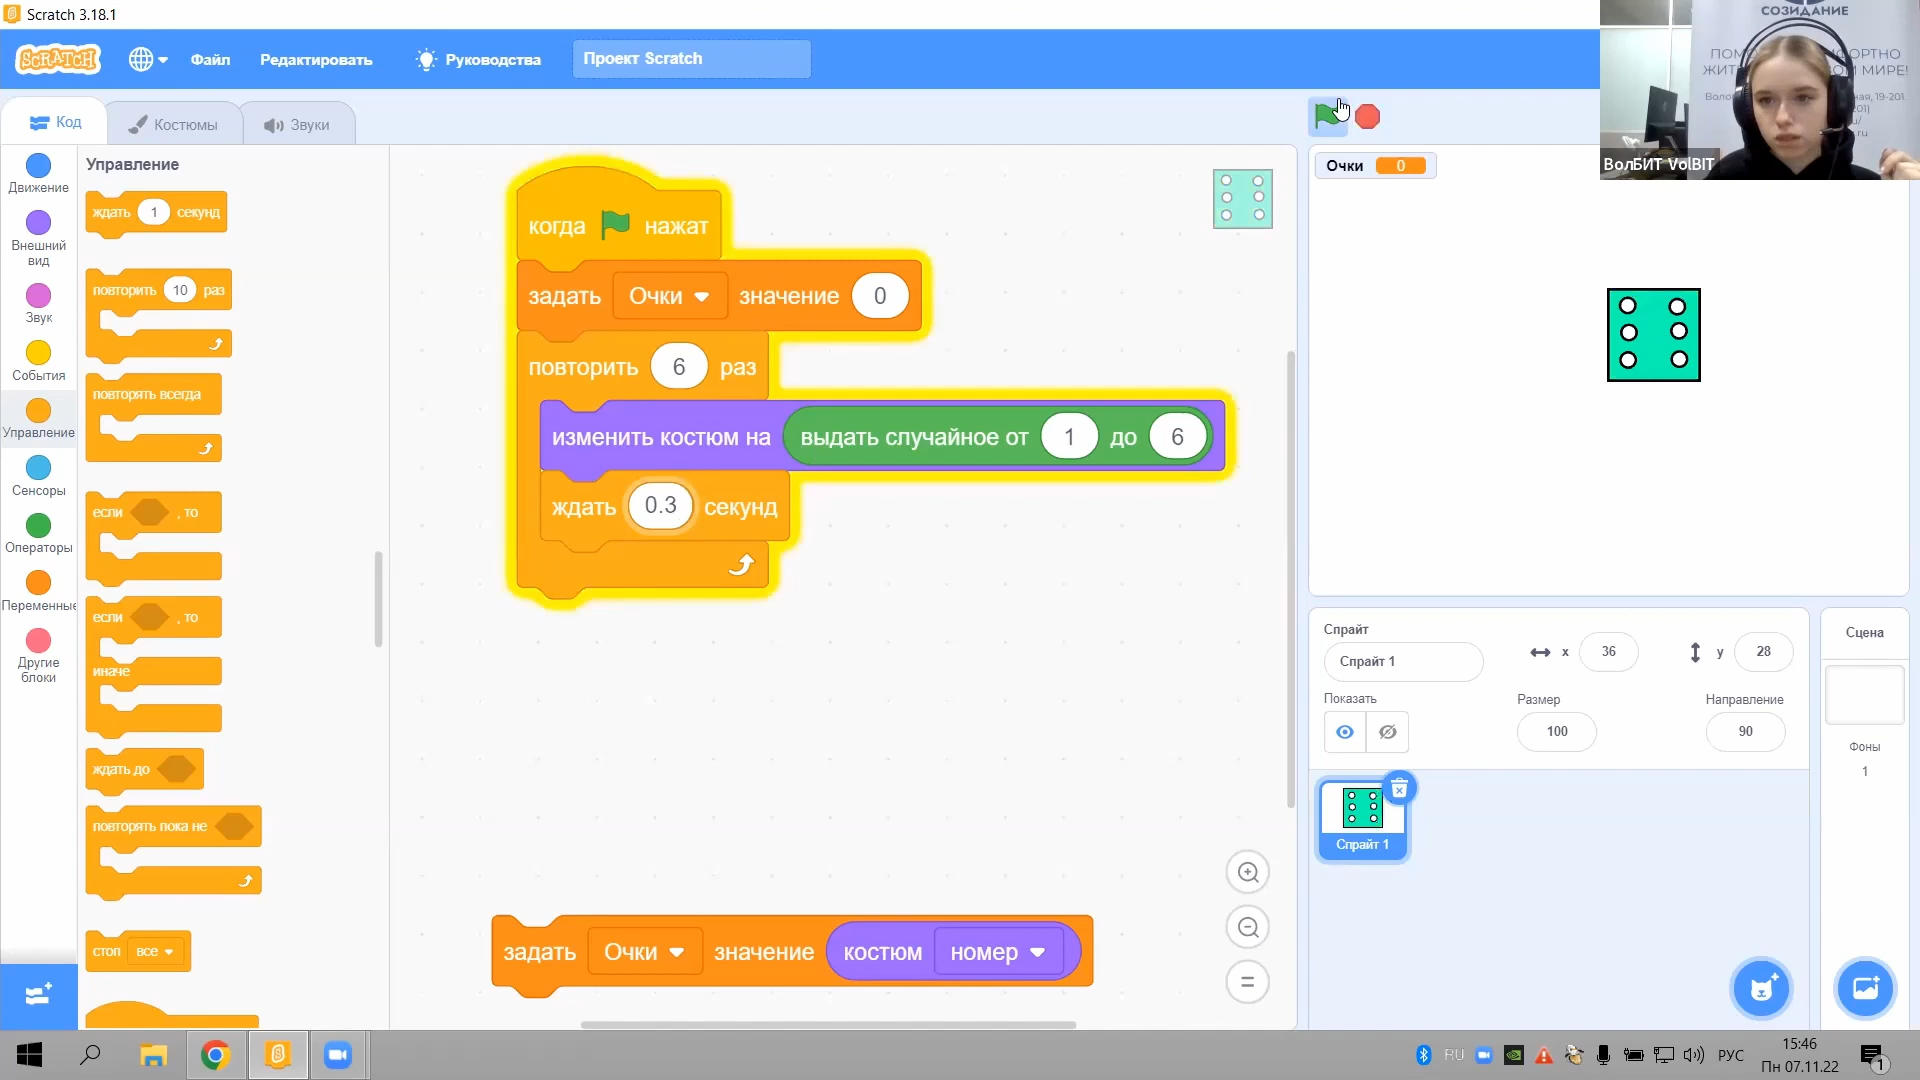 Scratch 3.18.1
SCRATCH
Файл
Редактировать
Руководства
Проект Scratch
Код
Костюмы
Звуки
Движение
Внешний
вид
Звук
События
Управление
Сенсоры
Операторы
Переменные
Другие
блоки
Управление
ждать 1 секунд
повторить 10 раз
повторять всегда
если , то
если , то
иначе
ждать до
повторять пока не
стоп все
когда нажат
задать Очки значение 0
повторить 6 раз
изменить костюм на выдать случайное от 1 до 6
ждать 0.3 секунд
задать Очки значение костюм номер
Очки 0
СОЗИДАНИЕ
ВолБИТ VolBIT
Спрайт
Спрайт 1
x 36
y 28
Показать
Размер
100
Направление
90
Спрайт 1
Сцена
Фоны
1
RU
РУС
15:46
Пн 07.11.22
1